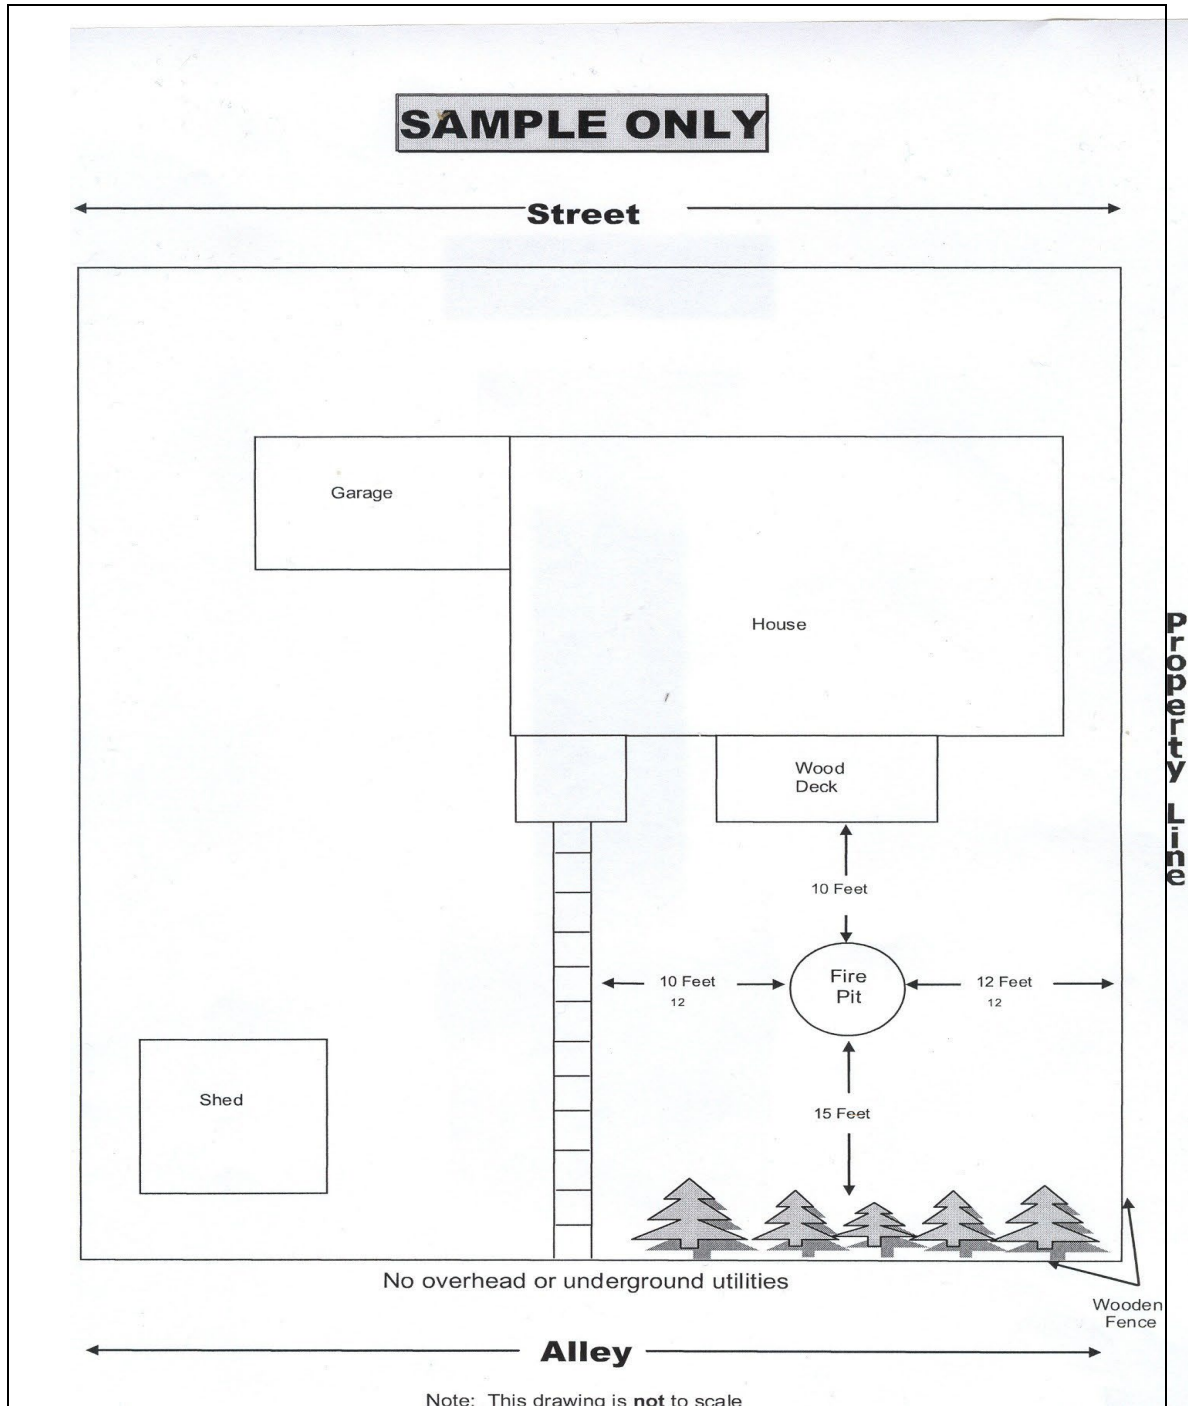 SAMPLE ONLY
Street
Garage
House
Property Line
Wood
Deck
10 Feet
10 Feet
12
Fire
Pit
12 Feet
12
15 Feet
Shed
No overhead or underground utilities
Wooden
Fence
Alley
Note: This drawing is not to scale